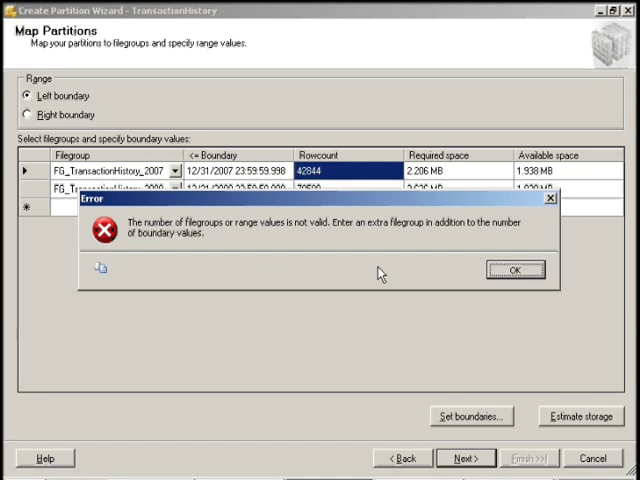 Create Partition Wizard - TransactionHistory
Map Partitions
Map your partitions to filegroups and specify range values.
Range
Left boundary
Right boundary
Select filegroups and specify boundary values:
Filegroup <= Boundary Rowcount Required space Available space
FG_TransactionHistory_2007 12/31/2007 23:59:59.998 42844 2.206 MB 1.938 MB
Error
The number of filegroups or range values is not valid. Enter an extra filegroup in addition to the number
of boundary values.
OK
Set boundaries... Estimate storage
Help < Back Next > Finish >>| Cancel